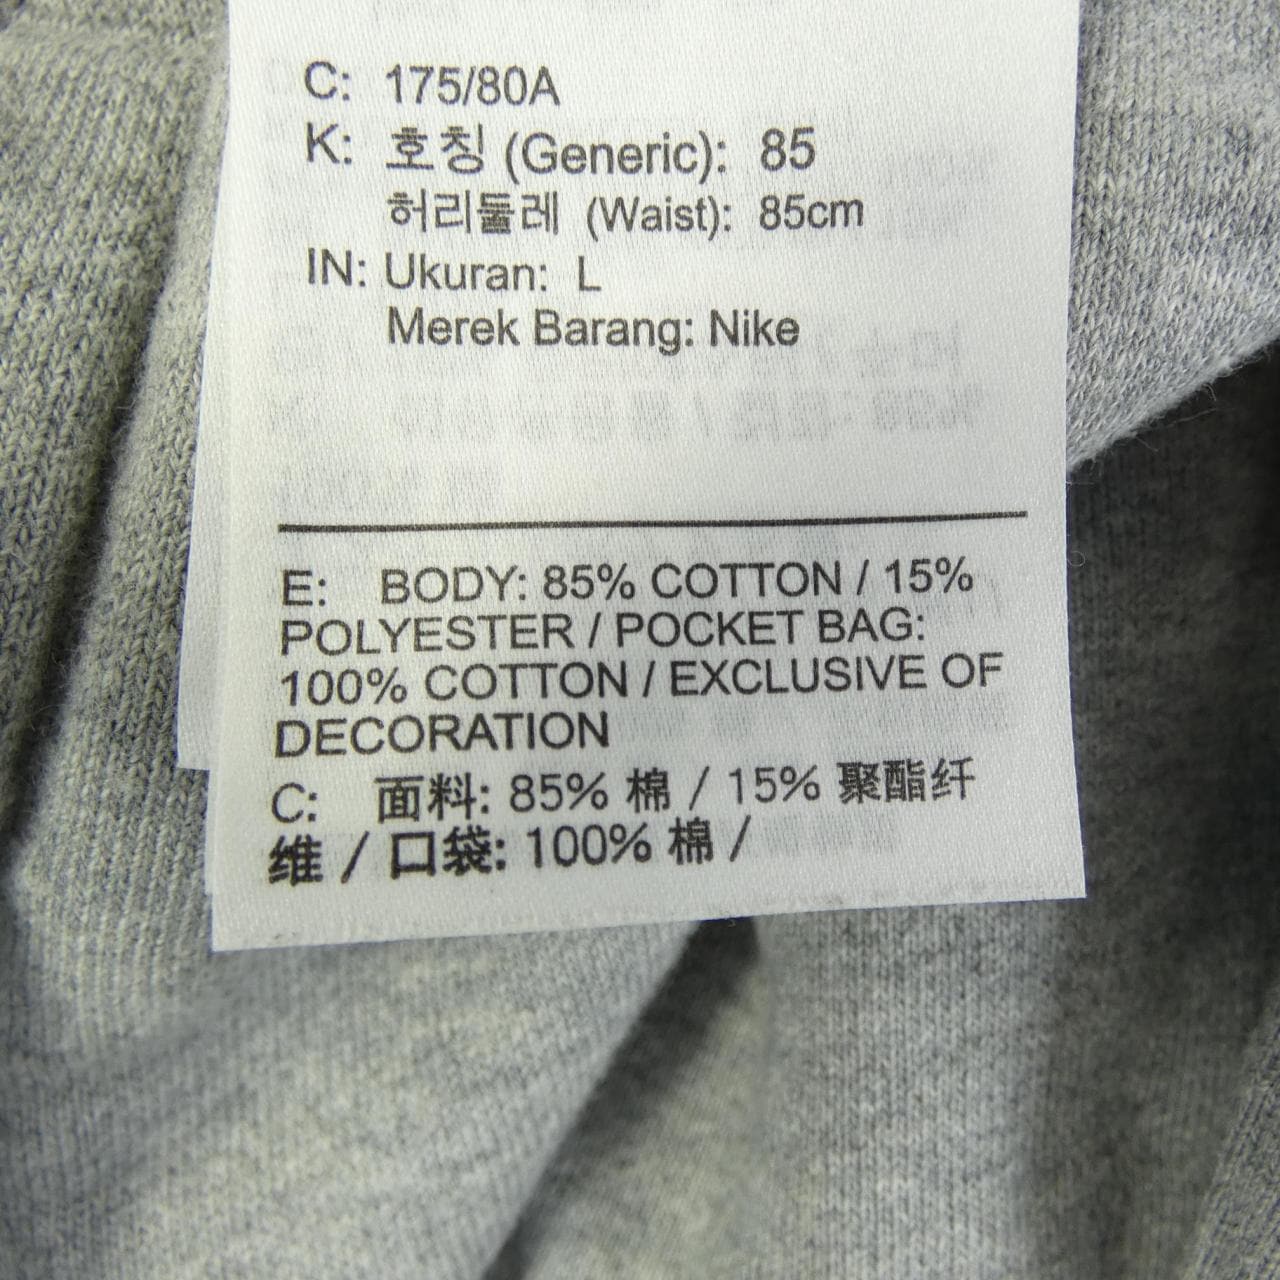 C: 175/80A
K: 호칭 (Generic): 85
허리둘레 (Waist): 85cm
IN: Ukuran: L
Merek Barang: Nike
E: BODY: 85% COTTON / 15%
POLYESTER / POCKET BAG:
100% COTTON / EXCLUSIVE OF
DECORATION
C: 面料: 85% 棉 / 15% 聚酯纤
维 / 口袋: 100% 棉 /